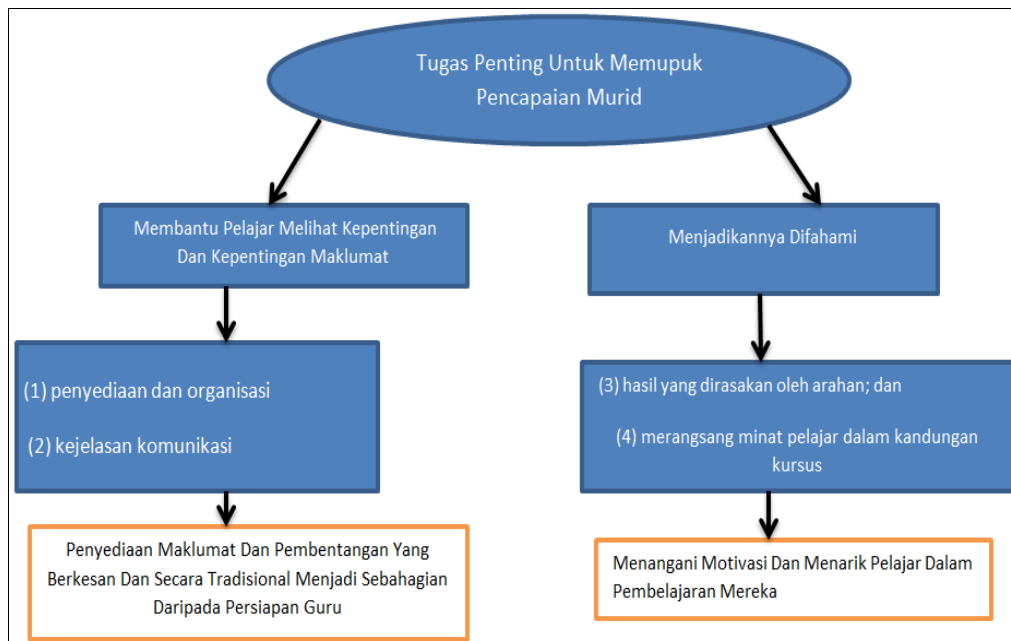 Tugas Penting Untuk Memupuk
Pencapaian Murid
Membantu Pelajar Melihat Kepentingan
Dan Kepentingan Maklumat
Menjadikannya Difahami
(1) penyediaan dan organisasi
(2) kejelasan komunikasi
(3) hasil yang dirasakan oleh arahan; dan
(4) merangsang minat pelajar dalam kandungan
kursus
Penyediaan Maklumat Dan Pembentangan Yang
Berkesan Dan Secara Tradisional Menjadi Sebahagian
Daripada Persiapan Guru
Menangani Motivasi Dan Menarik Pelajar Dalam
Pembelajaran Mereka